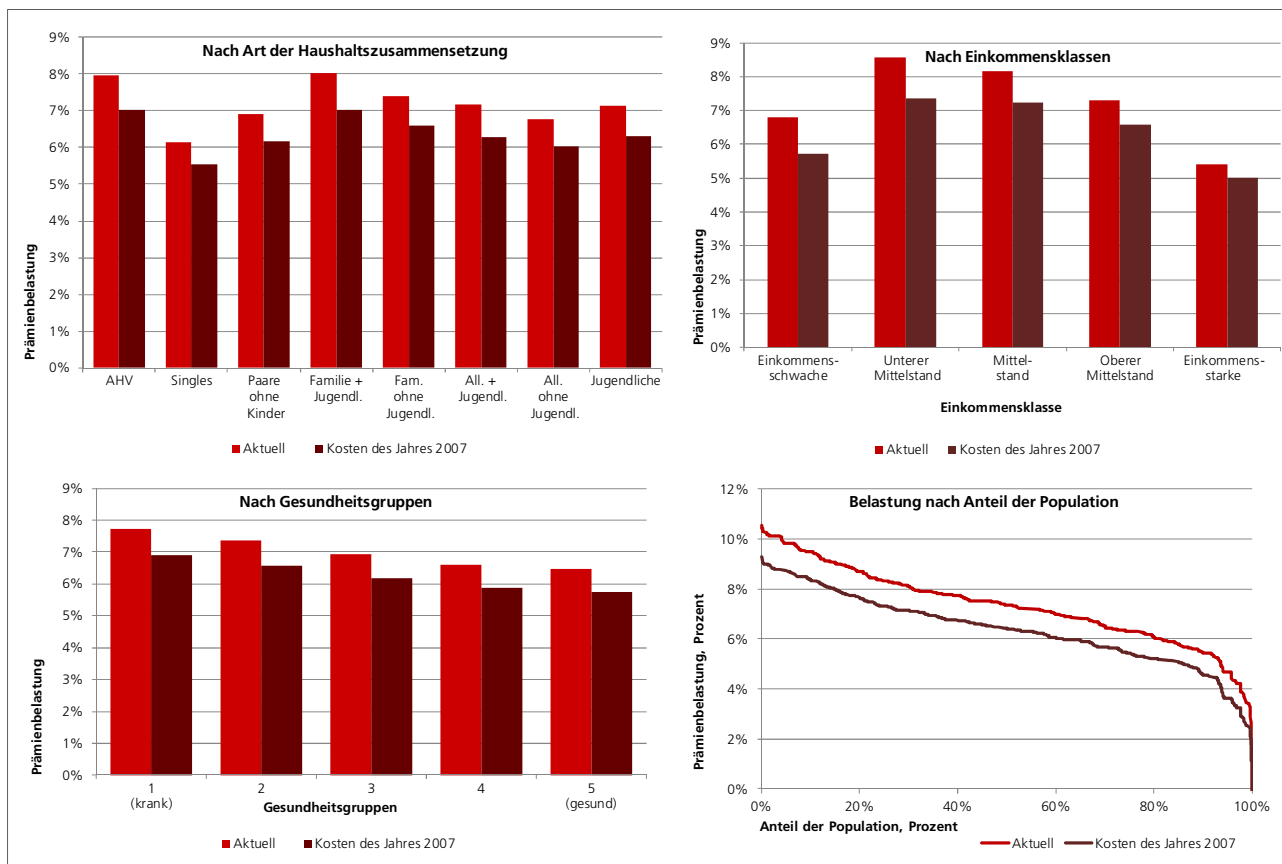 Nach Art der Haushaltszusammensetzung
9%
8%
7%
6%
5%
4%
3%
2%
1%
0%
Prämienbelastung
AHV
Singles
Paare ohne Kinder
Familie + Jugendl.
Fam. ohne Jugendl.
All. + Jugendl.
All. ohne Jugendl.
Jugendliche
Aktuell
Kosten des Jahres 2007
Nach Einkommensklassen
9%
8%
7%
6%
5%
4%
3%
2%
1%
0%
Prämienbelastung
Einkommens-schwache
Unterer Mittelstand
Mittel-stand
Oberer Mittelstand
Einkommens-starke
Einkommensklasse
Aktuell
Kosten des Jahres 2007
Nach Gesundheitsgruppen
9%
8%
7%
6%
5%
4%
3%
2%
1%
0%
Prämienbelastung
1 (krank)
2
3
4
5 (gesund)
Gesundheitsgruppen
Aktuell
Kosten des Jahres 2007
Belastung nach Anteil der Population
12%
10%
8%
6%
4%
2%
0%
Prämienbelastung, Prozent
0%
20%
40%
60%
80%
100%
Anteil der Population, Prozent
Aktuell
Kosten des Jahres 2007